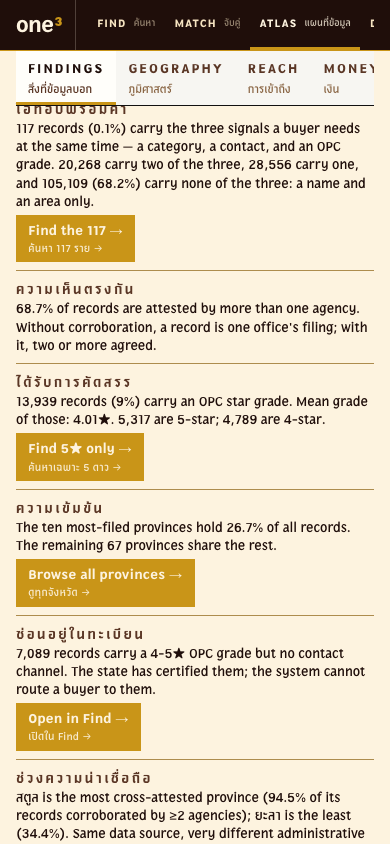 one³
FIND ค้นหา MATCH จับคู่ ATLAS แผนที่ข้อมูล
FINDINGS GEOGRAPHY REACH MONEY
สิ่งที่ข้อมูลบอก ภูมิศาสตร์ การเข้าถึง เงิน
117 records (0.1%) carry the three signals a buyer needs
at the same time — a category, a contact, and an OPC
grade. 20,268 carry two of the three, 28,556 carry one,
and 105,109 (68.2%) carry none of the three: a name and
an area only.
Find the 117 →
ค้นหา 117 ราย →
ความเห็นตรงกัน
68.7% of records are attested by more than one agency.
Without corroboration, a record is one office's filing; with
it, two or more agreed.
ได้รับการคัดสรร
13,939 records (9%) carry an OPC star grade. Mean grade
of those: 4.01★. 5,317 are 5-star; 4,789 are 4-star.
Find 5★ only →
ค้นหาเฉพาะ 5 ดาว →
ความเข้มข้น
The ten most-filed provinces hold 26.7% of all records.
The remaining 67 provinces share the rest.
Browse all provinces →
ดูทุกจังหวัด →
ซ่อนอยู่ในทะเบียน
7,089 records carry a 4-5★ OPC grade but no contact
channel. The state has certified them; the system cannot
route a buyer to them.
Open in Find →
เปิดใน Find →
ช่วงความน่าเชื่อถือ
สตูล is the most cross-attested province (94.5% of its
records corroborated by ≥2 agencies); ยะลา is the least
(34.4%). Same data source, very different administrative